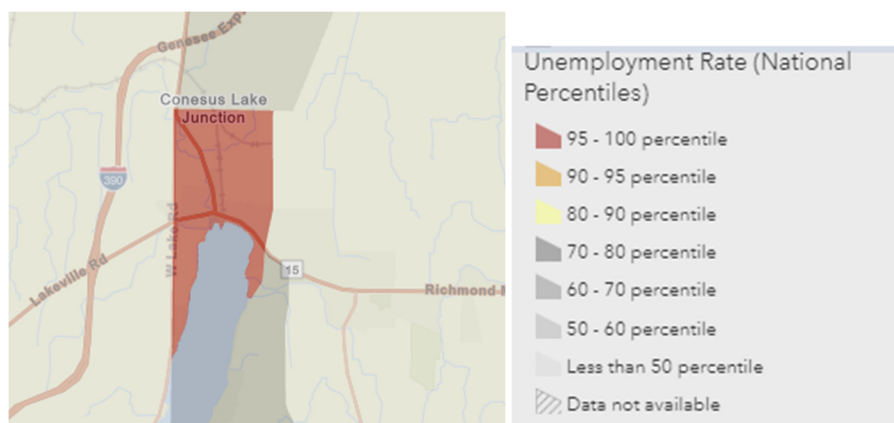 Genesee Exp
Conesus Lake
Junction
390
W Lake Rd
Lakeville Rd
15
Richmond M
Unemployment Rate (National
Percentiles)
95 - 100 percentile
90 - 95 percentile
80 - 90 percentile
70 - 80 percentile
60 - 70 percentile
50 - 60 percentile
Less than 50 percentile
Data not available